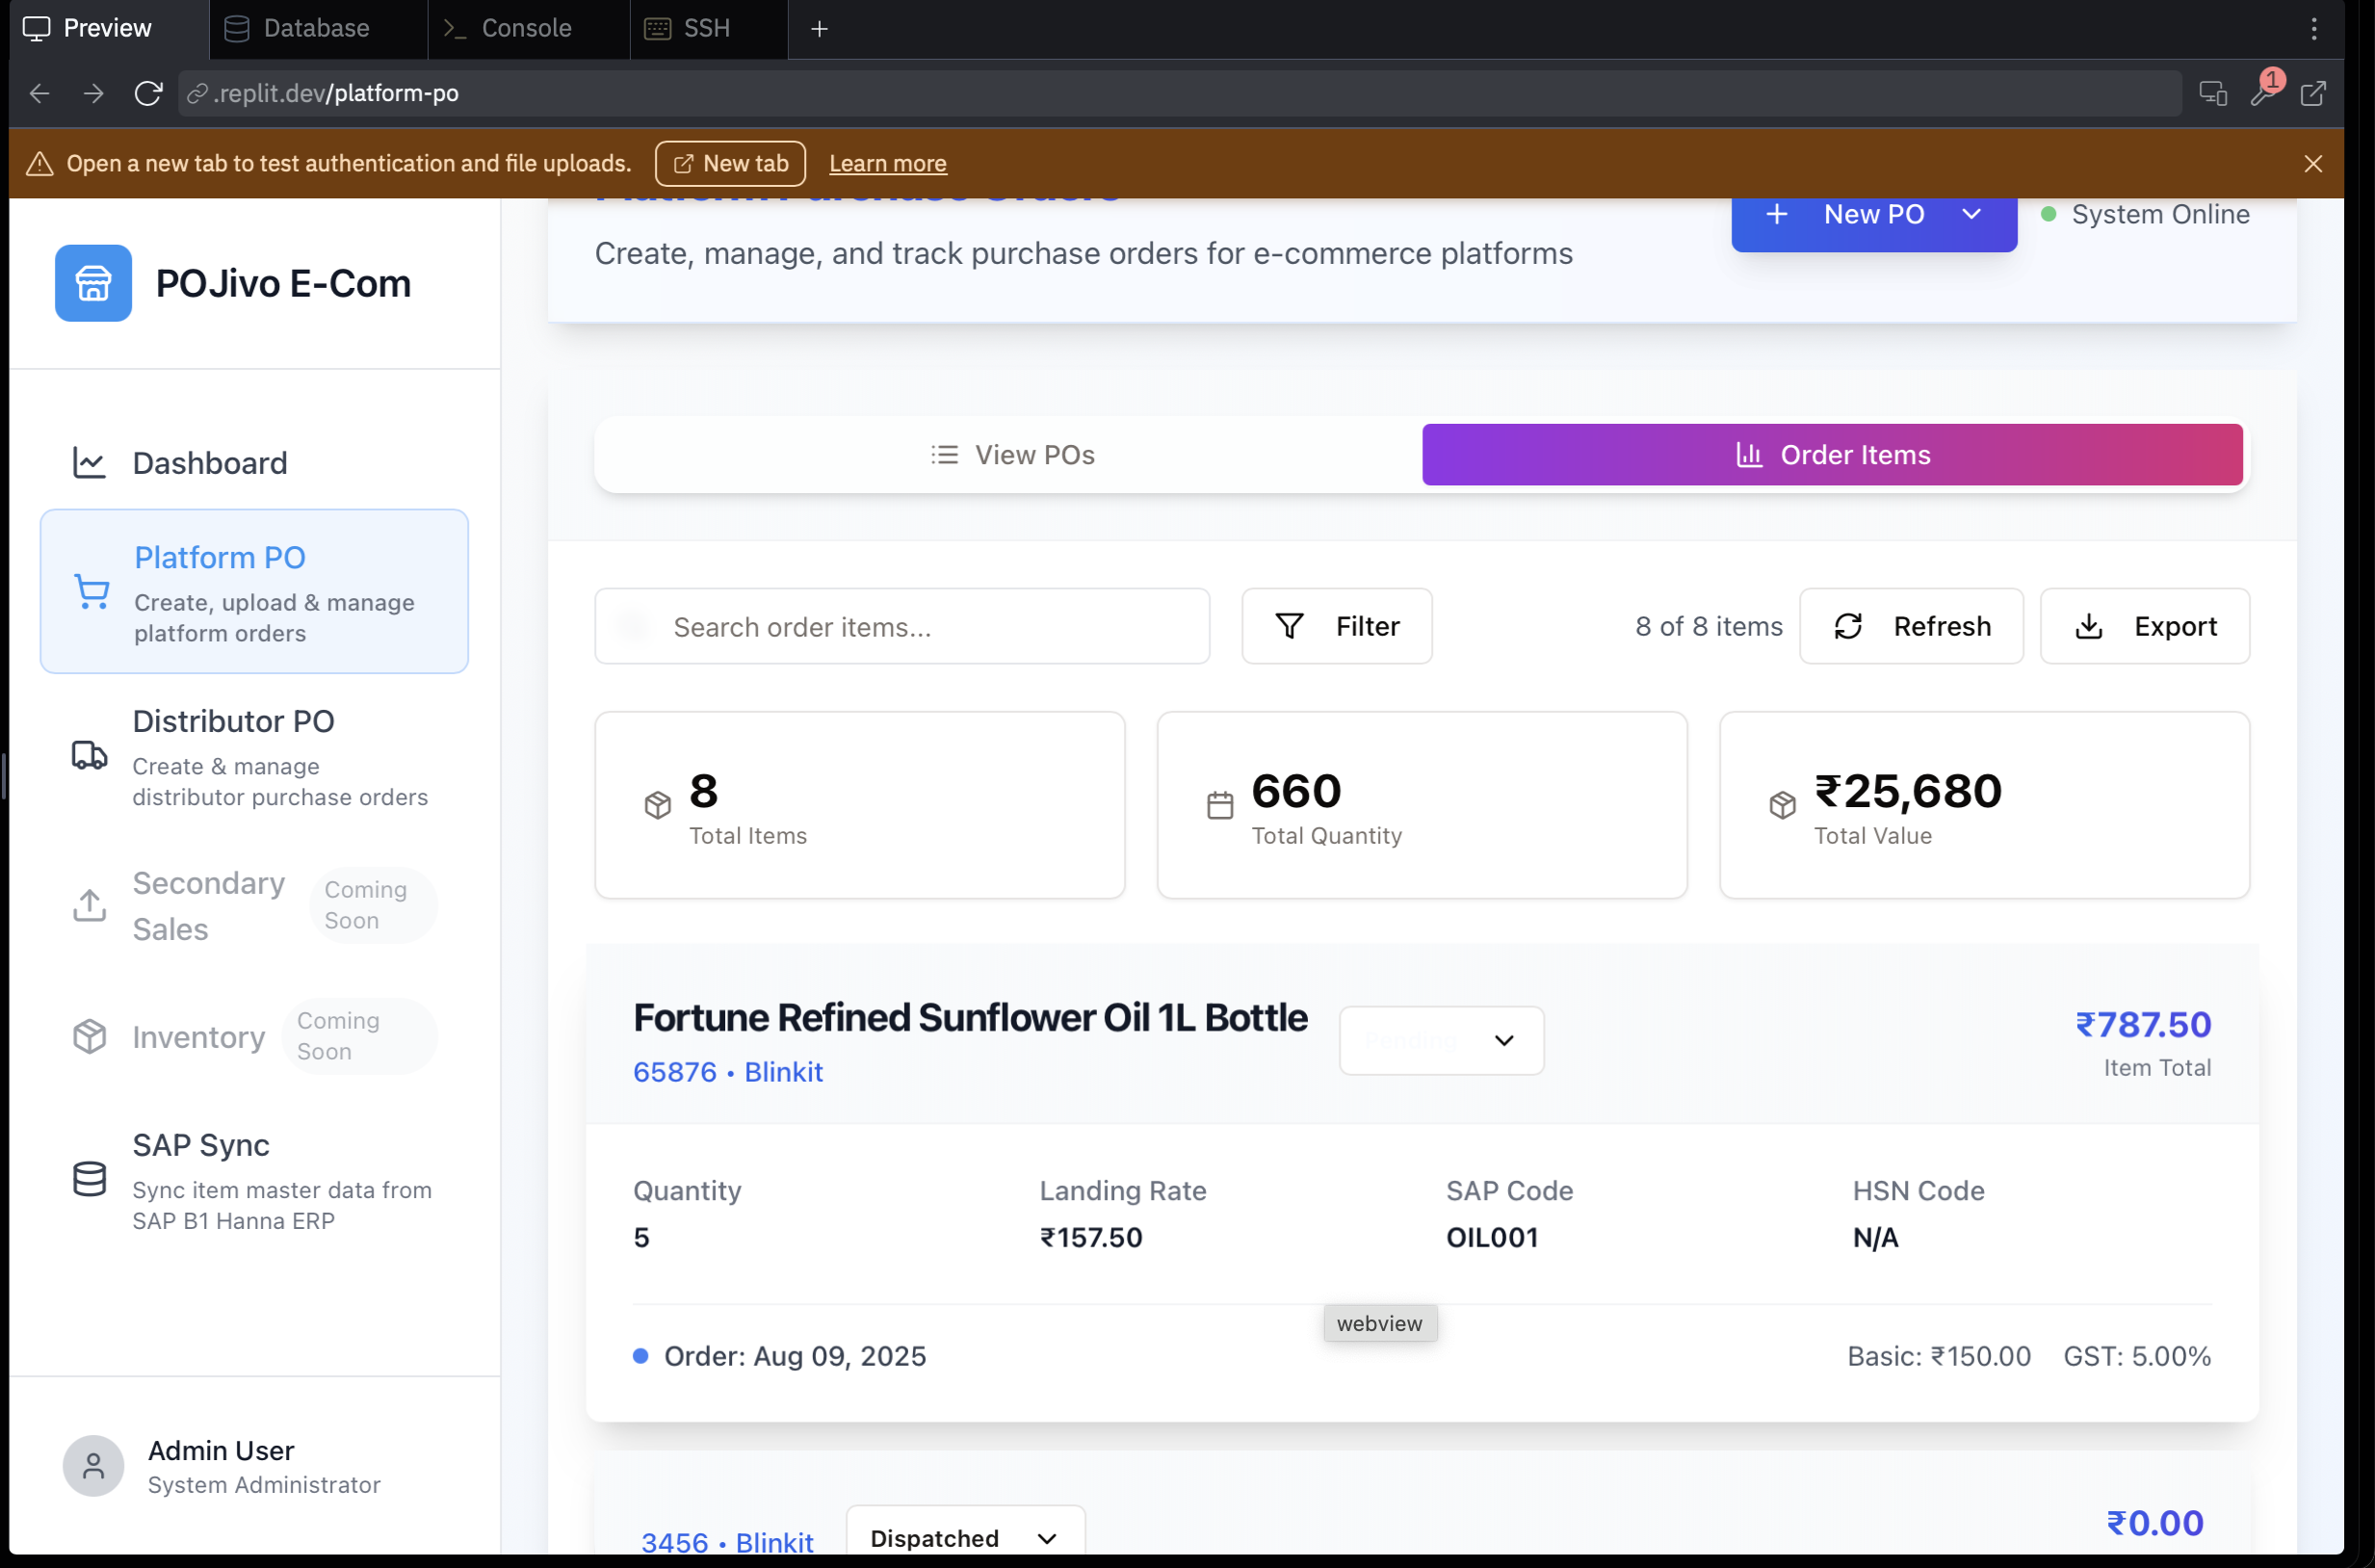 Preview
Database
Console
SSH
.replit.dev/platform-po
1
Open a new tab to test authentication and file uploads.
New tab
Learn more
POJivo E-Com
Dashboard
Platform PO
Create, upload & manage
platform orders
Distributor PO
Create & manage
distributor purchase orders
Secondary
Sales
Coming
Soon
Inventory
Coming
Soon
SAP Sync
Sync item master data from
SAP B1 Hanna ERP
Admin User
System Administrator
Platform Purchase Orders
Create, manage, and track purchase orders for e-commerce platforms
New PO
System Online
View POs
Order Items
Search order items...
Filter
8 of 8 items
Refresh
Export
8
Total Items
660
Total Quantity
₹25,680
Total Value
Fortune Refined Sunflower Oil 1L Bottle
65876 • Blinkit
Pending
₹787.50
Item Total
Quantity
5
Landing Rate
₹157.50
SAP Code
OIL001
HSN Code
N/A
webview
Order: Aug 09, 2025
Basic: ₹150.00 GST: 5.00%
3456 • Blinkit
Dispatched
₹0.00